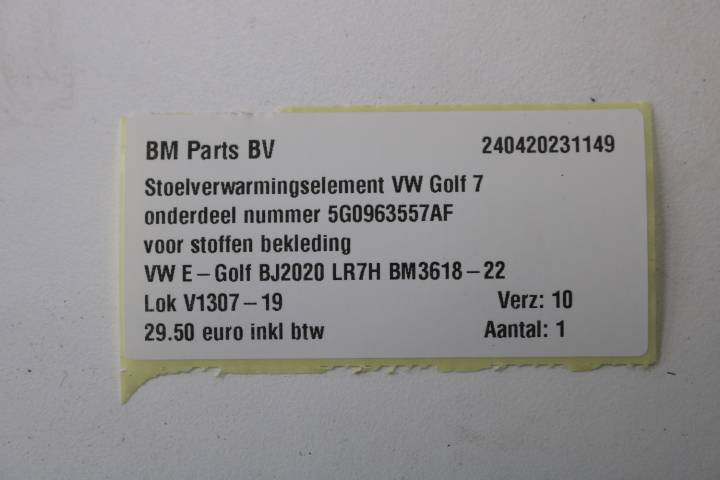 BM Parts BV 240420231149
Stoelverwarmingselement VW Golf 7
onderdeel nummer 5G0963557AF
voor stoffen bekleding
VW E-Golf BJ2020 LR7H BM3618-22
Lok V1307-19 Verz: 10
29.50 euro inkl btw Aantal: 1